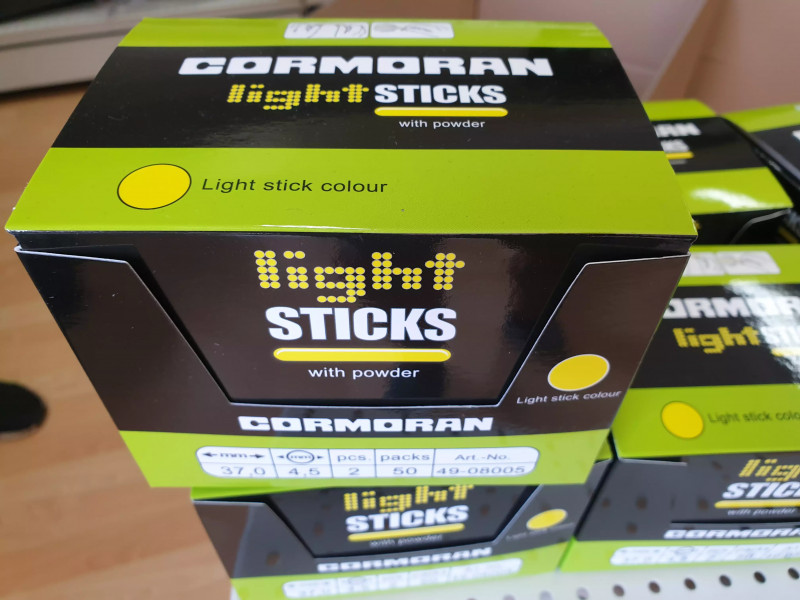 CORMORAN
light STICKS
with powder
Light stick colour
light
STICKS
with powder
Light stick colour
CORMORAN
mm mm pcs packs Art.-No.
37,0 4,5 2 50 49-08005
light
STICKS
with powder
CORMORAN
light
Light stick
STICKS
with powder